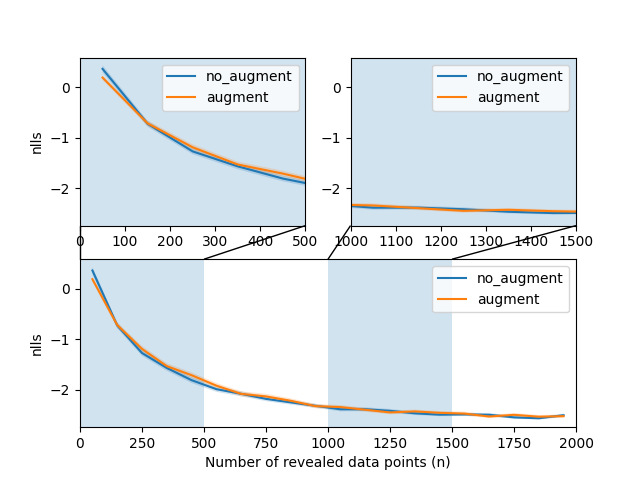 no_augment
augment
no_augment
augment
nlls
0
−1
−2
0
−1
−2
0 100 200 300 400 500
1000 1100 1200 1300 1400 1500
no_augment
augment
nlls
0
−1
−2
0 250 500 750 1000 1250 1500 1750 2000
Number of revealed data points (n)